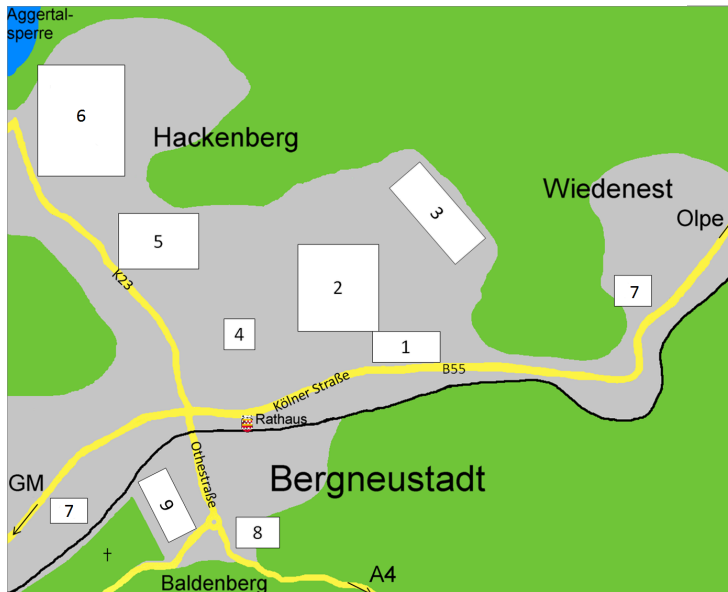 Aggertal-
sperre
6
Hackenberg
3
Wiedenest
Olpe
5
K23
2
7
4
1
B55
Kölner Straße
Rathaus
Othestraße
Bergneustadt
GM
7
9
8
†
Baldenberg
A4